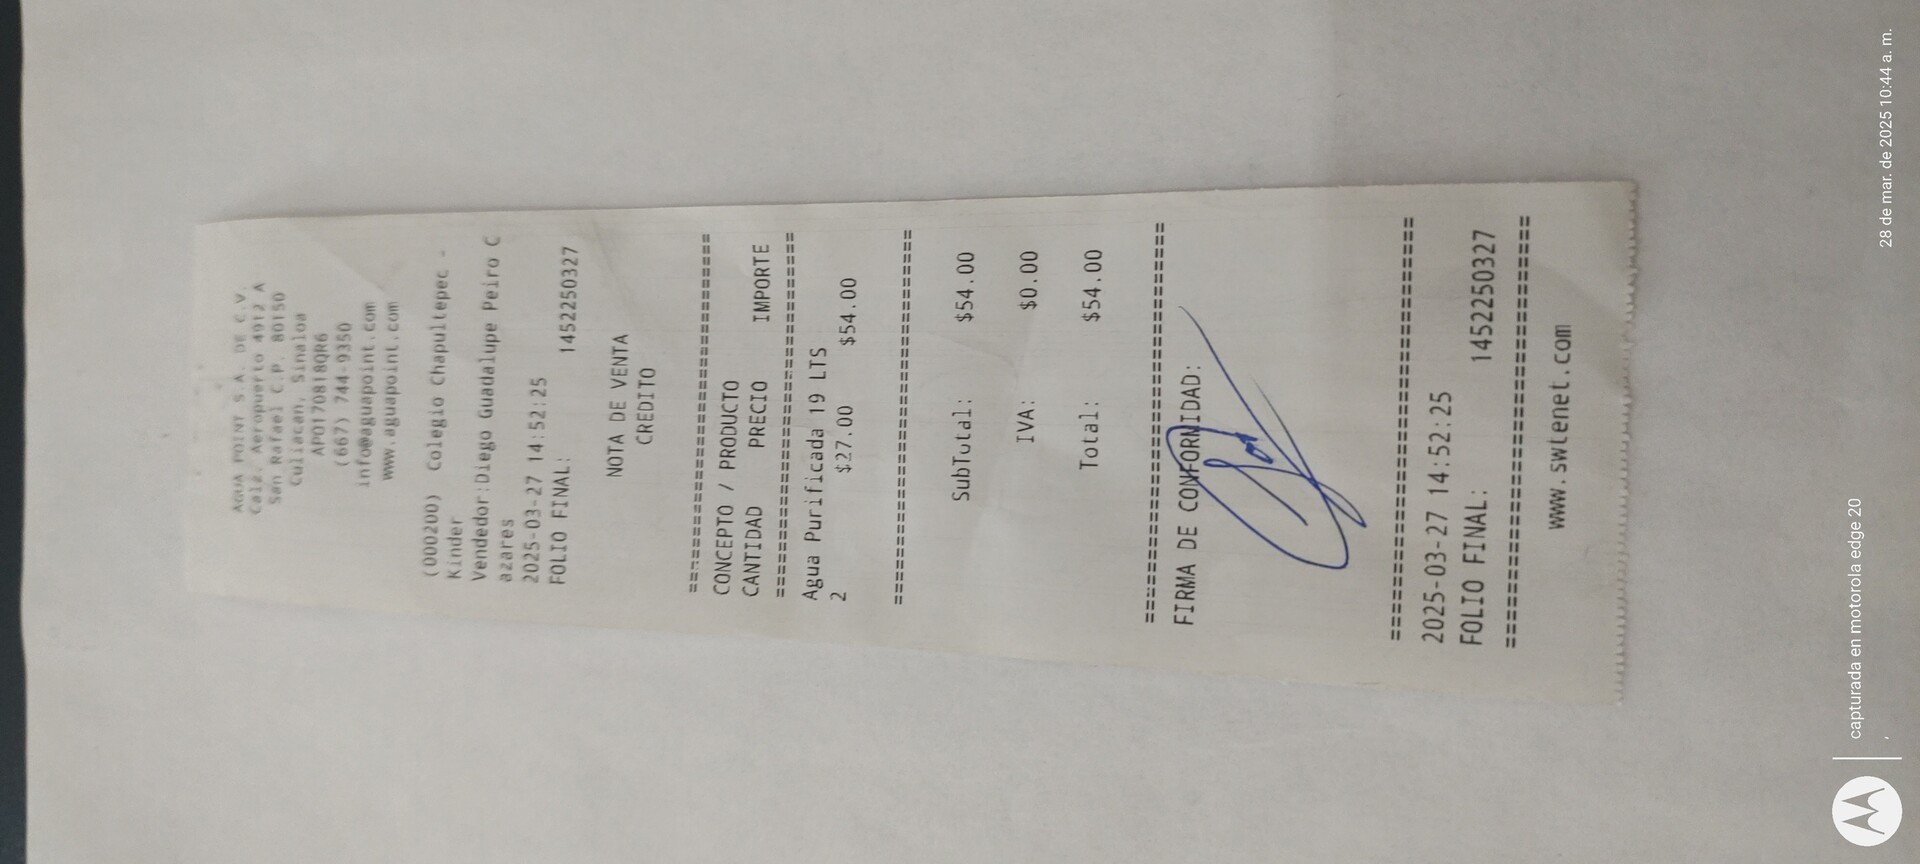 AGUA POINT S.A. DE C.V.
Calz. Aeropuerto 4912 A
San Rafael C.P. 80150
Culiacan, Sinaloa
APO170818QR6
(667) 744-9350
info@aguapoint.com
www.aguapoint.com
(000200) Colegio Chapultepec -
Kinder
Vendedor:Diego Guadalupe Peiro C
azares
2025-03-27 14:52:25
FOLIO FINAL: 1452250327
NOTA DE VENTA
CREDITO
================================
CONCEPTO / PRODUCTO
CANTIDAD PRECIO IMPORTE
================================
Agua Purificada 19 LTS
2 $27.00 $54.00
================================
SubTotal: $54.00
IVA: $0.00
Total: $54.00
================================
FIRMA DE CONFORMIDAD:
================================
2025-03-27 14:52:25
FOLIO FINAL: 1452250327
================================
www.swtenet.com
capturada en motorola edge 20
28 de mar. de 2025 10:44 a. m.